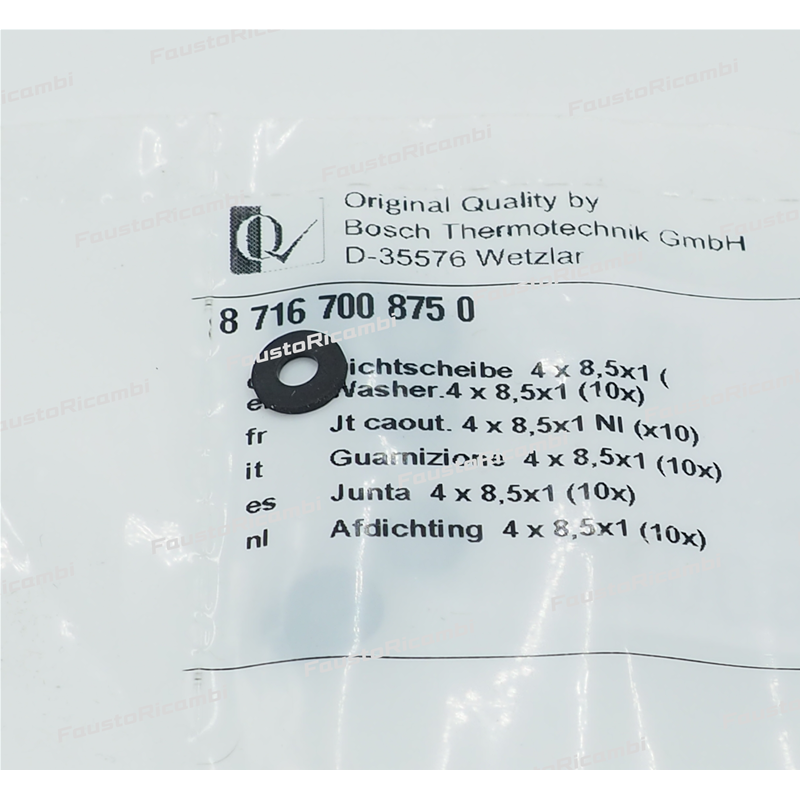 Original Quality by
Bosch Thermotechnik GmbH
D-35576 Wetzlar
8 716 700 875 0
ichtscheibe 4 x 8,5x1 (
Washer.4 x 8,5x1 (10x)
fr Jt caout. 4 x 8,5x1 NI (x10)
it Guarnizione 4 x 8,5x1 (10x)
es Junta 4 x 8,5x1 (10x)
nl Afdichting 4 x 8,5x1 (10x)
FaustoRicambi